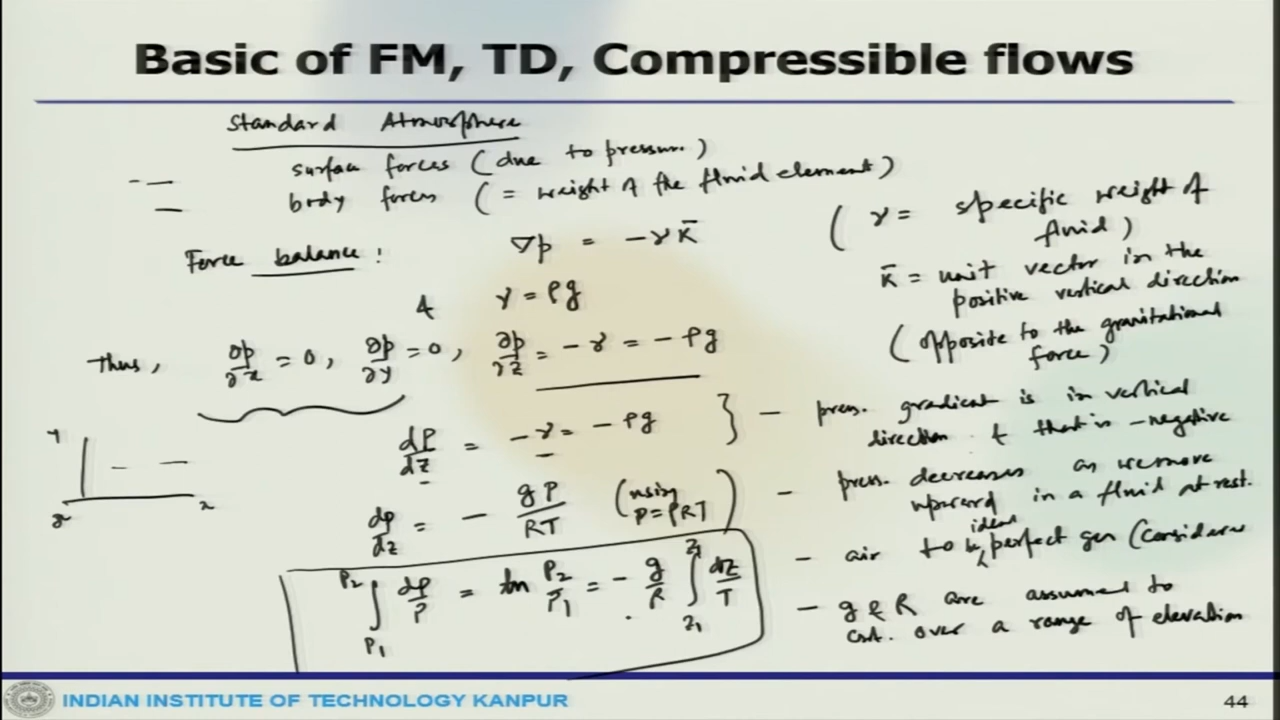 Basic of FM, TD, Compressible flows
Standard Atmosphere
surface forces (due to pressure.)
body forces (= weight of the fluid element)
Force balance :
∇p = -γ k̄
(γ = specific weight of
fluid)
& γ = ρg
k̄ = unit vector in the
positive vertical direction
(opposite to the gravitational
force)
Thus, ∂p/∂x = 0, ∂p/∂y = 0, ∂p/∂z = -γ = -ρg
dP/dz = -γ = -ρg } - pres. gradient is in vertical
direction & that is -negative
y
x
z
dp/dz = - gP/RT (using
P=ρRT) - pres. decreases as we move
upward in a fluid at rest.
- air to be ideal perfect gas (considered
∫_{P1}^{P2} dp/p = ln P2/P1 = - g/R ∫_{z1}^{z2} dz/T
- g & R are assumed to
cst. over a range of elevation
INDIAN INSTITUTE OF TECHNOLOGY KANPUR
44